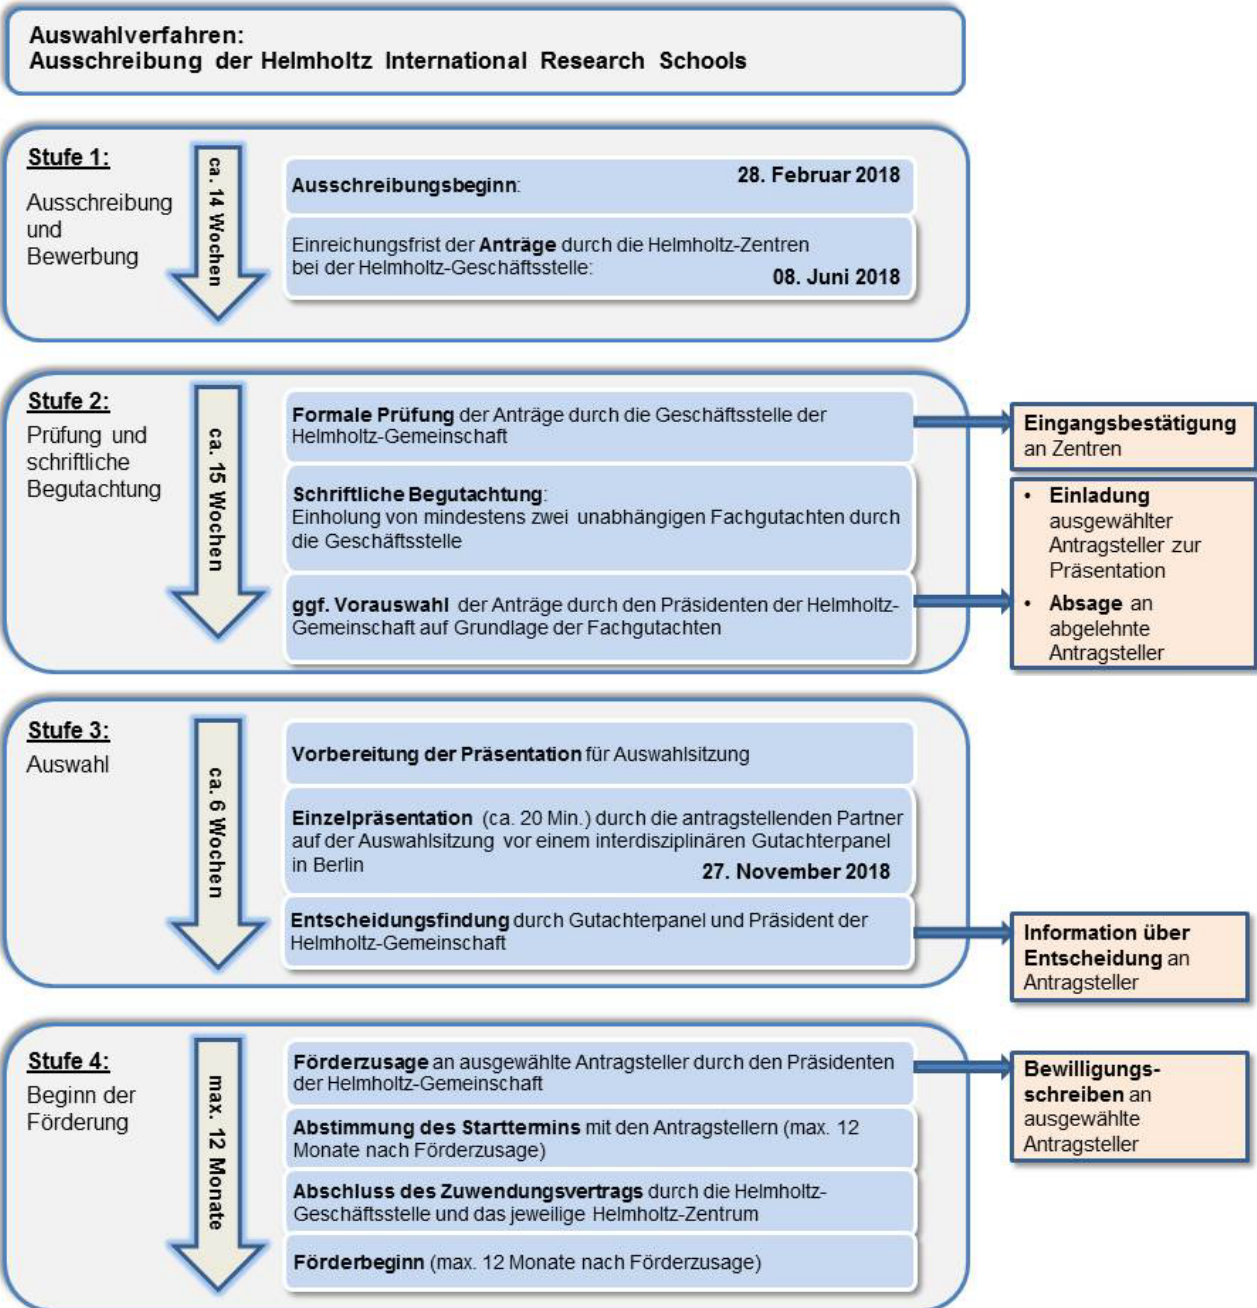 Auswahlverfahren:
Ausschreibung der Helmholtz International Research Schools
Stufe 1:
Ausschreibung
und
Bewerbung
ca. 14 Wochen
Ausschreibungsbeginn:
28. Februar 2018
Einreichungsfrist der Anträge durch die Helmholtz-Zentren
bei der Helmholtz-Geschäftsstelle:
08. Juni 2018
Stufe 2:
Prüfung und
schriftliche
Begutachtung
ca. 15 Wochen
Formale Prüfung der Anträge durch die Geschäftsstelle der
Helmholtz-Gemeinschaft
Eingangsbestätigung
an Zentren
Schriftliche Begutachtung:
Einholung von mindestens zwei unabhängigen Fachgutachten durch
die Geschäftsstelle
ggf. Vorauswahl der Anträge durch den Präsidenten der Helmholtz-
Gemeinschaft auf Grundlage der Fachgutachten
• Einladung
ausgewählter
Antragsteller zur
Präsentation
• Absage an
abgelehnte
Antragsteller
Stufe 3:
Auswahl
ca. 6 Wochen
Vorbereitung der Präsentation für Auswahlsitzung
Einzelpräsentation (ca. 20 Min.) durch die antragstellenden Partner
auf der Auswahlsitzung vor einem interdisziplinären Gutachterpanel
in Berlin
27. November 2018
Entscheidungsfindung durch Gutachterpanel und Präsident der
Helmholtz-Gemeinschaft
Information über
Entscheidung an
Antragsteller
Stufe 4:
Beginn der
Förderung
max. 12 Monate
Förderzusage an ausgewählte Antragsteller durch den Präsidenten
der Helmholtz-Gemeinschaft
Bewilligungs-
schreiben an
ausgewählte
Antragsteller
Abstimmung des Starttermins mit den Antragstellern (max. 12
Monate nach Förderzusage)
Abschluss des Zuwendungsvertrags durch die Helmholtz-
Geschäftsstelle und das jeweilige Helmholtz-Zentrum
Förderbeginn (max. 12 Monate nach Förderzusage)